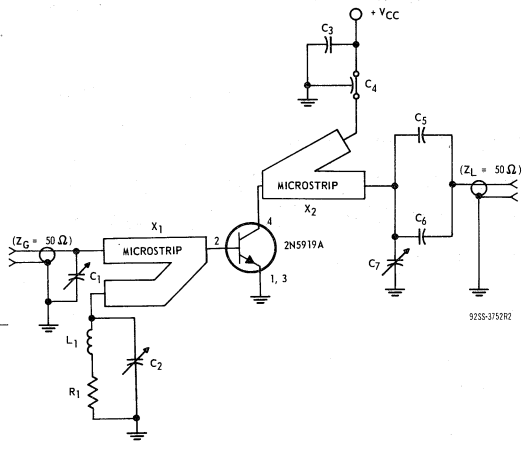 + VCC
C3
C4
C5
MICROSTRIP
X2
(ZL = 50 Ω)
C6
C7
X1
(ZG = 50 Ω)
MICROSTRIP
2
4
2N5919A
1, 3
C1
L1
C2
R1
92SS-3752R2